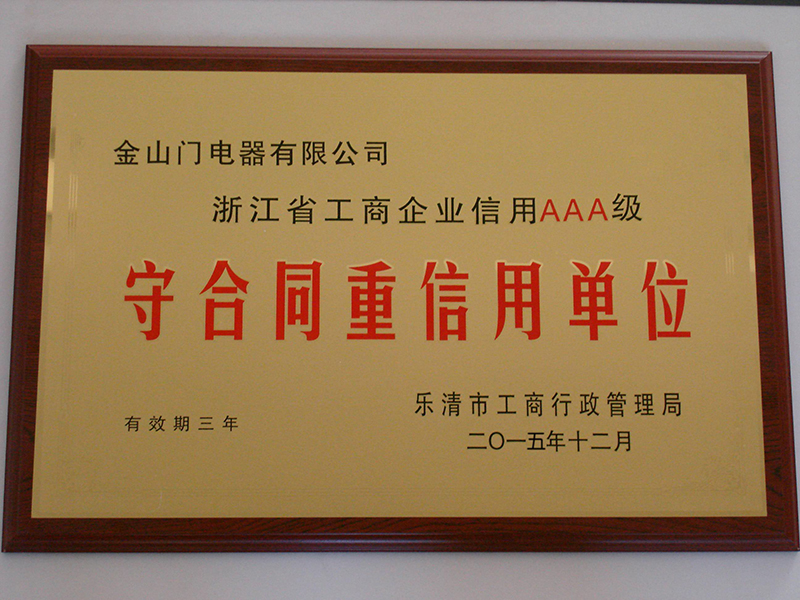 金山门电器有限公司
浙江省工商企业信用AAA级
守合同重信用单位
有效期三年
乐清市工商行政管理局
二〇一五年十二月